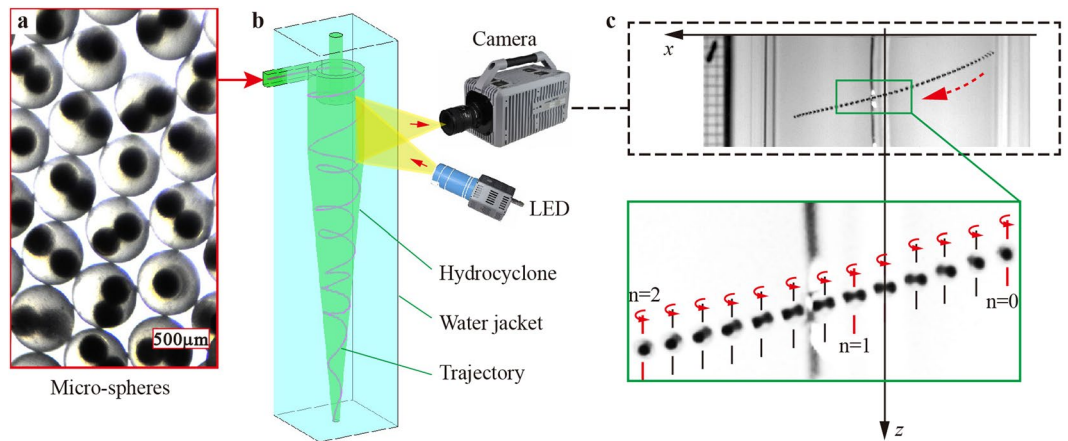 a
500μm
Micro-spheres
b
Camera
LED
Hydrocyclone
Water jacket
Trajectory
c
x
n=2
n=1
n=0
z